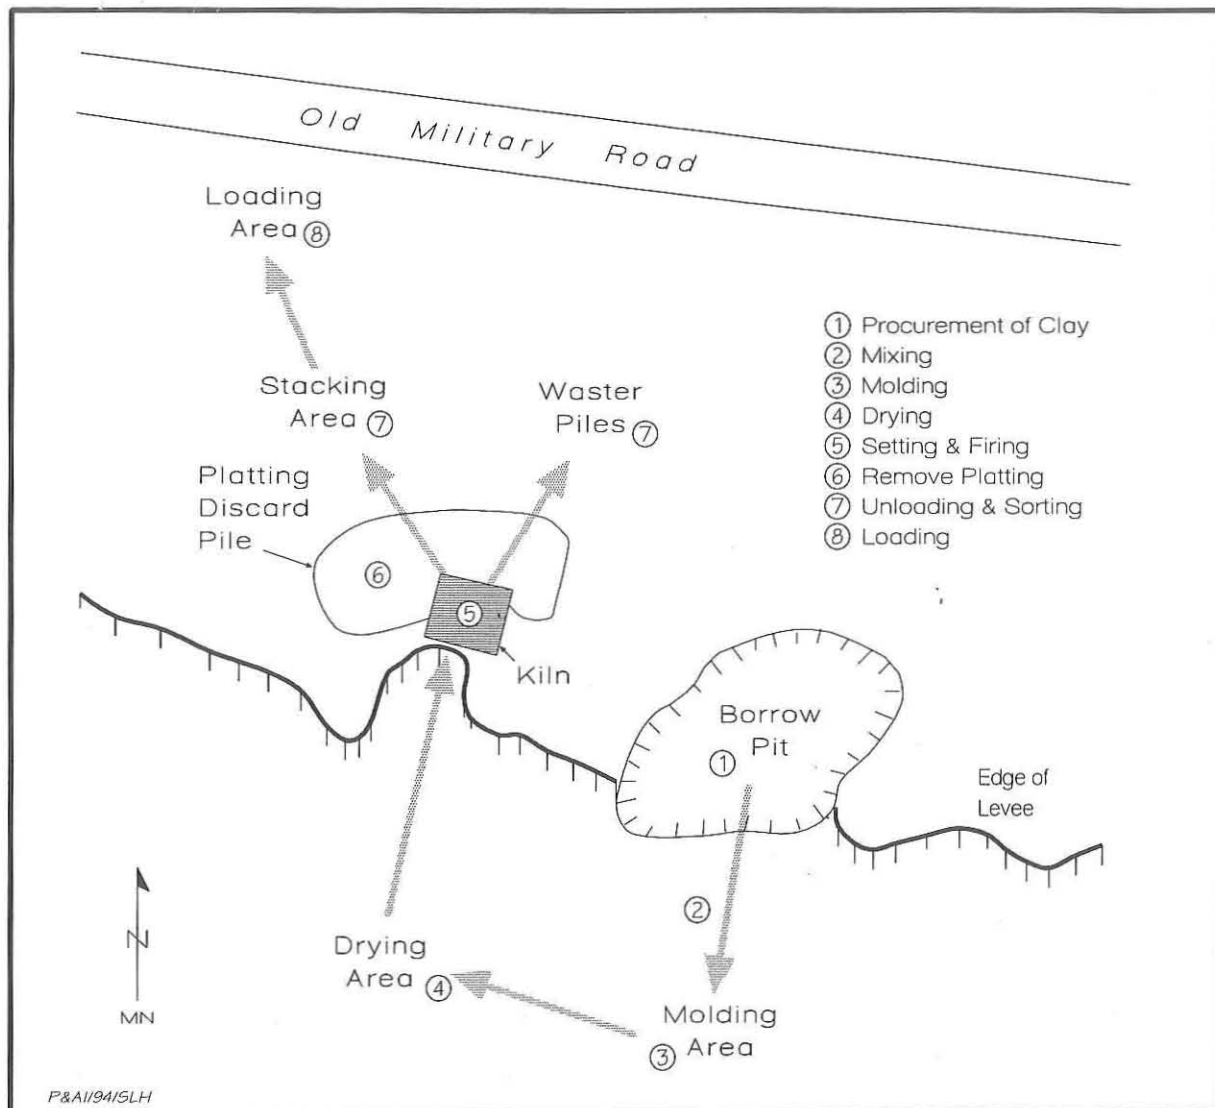 Old Military Road
Loading
Area ⑧
① Procurement of Clay
② Mixing
③ Molding
④ Drying
⑤ Setting & Firing
⑥ Remove Platting
⑦ Unloading & Sorting
⑧ Loading
Stacking
Area ⑦
Waster
Piles ⑦
Platting
Discard
Pile
⑥
⑤
Kiln
Borrow
Pit
①
Edge of
Levee
②
Drying
Area ④
Molding
③ Area
N
MN
P&AI/94/SLH